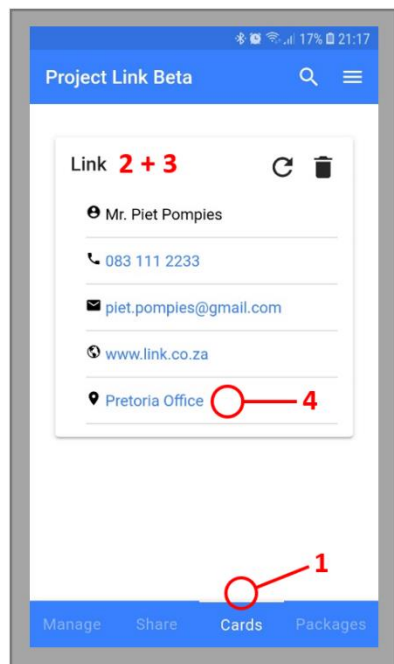 17% 21:17
Project Link Beta
Link 2 + 3
Mr. Piet Pompies
083 111 2233
piet.pompies@gmail.com
www.link.co.za
Pretoria Office 4
1
Manage Share Cards Packages